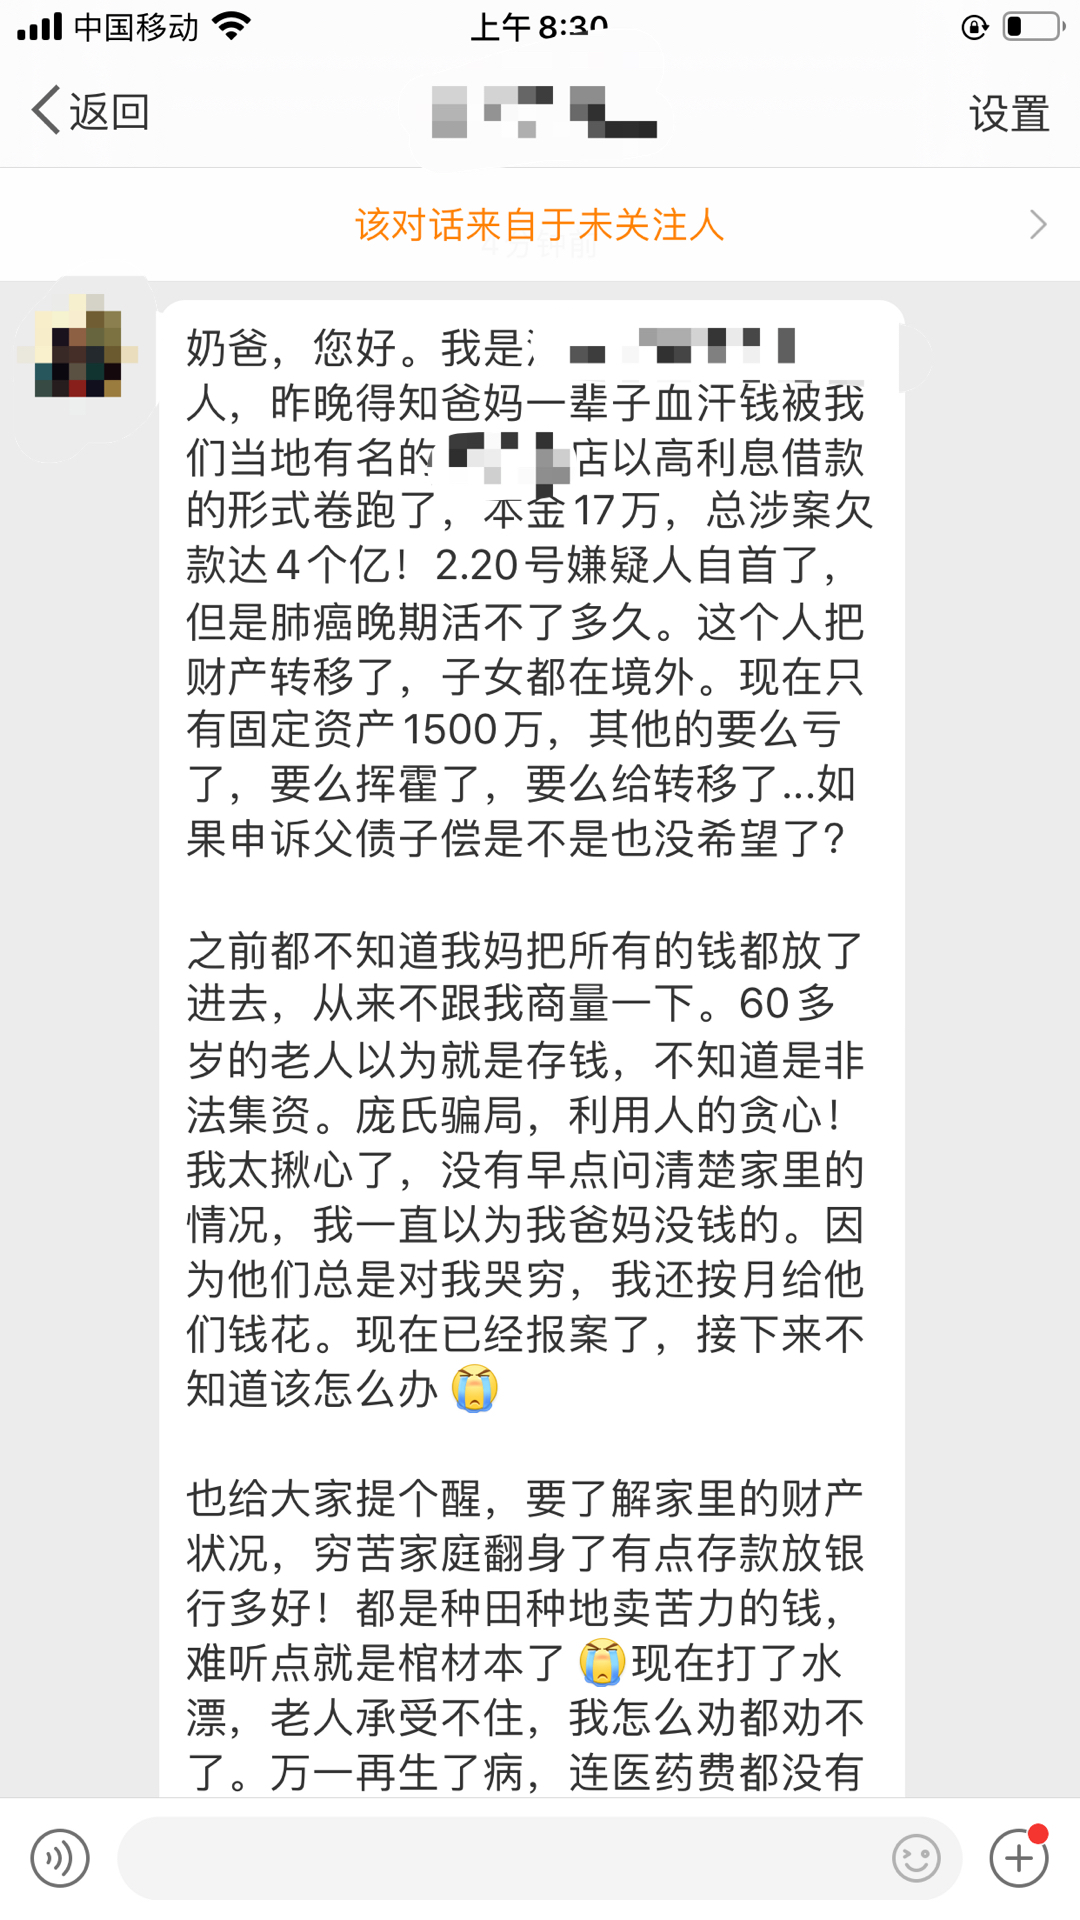 中国移动
上午8:30
返回
设置
该对话来自于未关注人
4分钟前
奶爸，您好。我是
人，昨晚得知爸妈一辈子血汗钱被我
们当地有名的 店以高利息借款
的形式卷跑了，本金17万，总涉案欠
款达4个亿！2.20号嫌疑人自首了，
但是肺癌晚期活不了多久。这个人把
财产转移了，子女都在境外。现在只
有固定资产1500万，其他的要么亏
了，要么挥霍了，要么给转移了...如
果申诉父债子偿是不是也没希望了？
之前都不知道我妈把所有的钱都放了
进去，从来不跟我商量一下。60多
岁的老人以为就是存钱，不知道是非
法集资。庞氏骗局，利用人的贪心！
我太揪心了，没有早点问清楚家里的
情况，我一直以为我爸妈没钱的。因
为他们总是对我哭穷，我还按月给他
们钱花。现在已经报案了，接下来不
知道该怎么办😭
也给大家提个醒，要了解家里的财产
状况，穷苦家庭翻身了有点存款放银
行多好！都是种田种地卖苦力的钱，
难听点就是棺材本了😭现在打了水
漂，老人承受不住，我怎么劝都劝不
了。万一再生了病，连医药费都没有